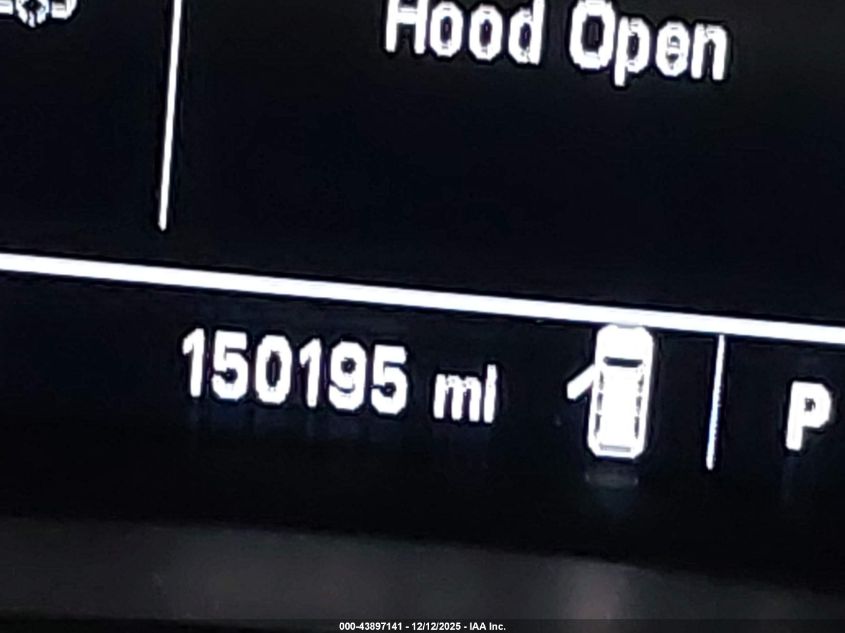 Hood Open
150195 mi
P
000-43897141 - 12/12/2025 - IAA Inc.